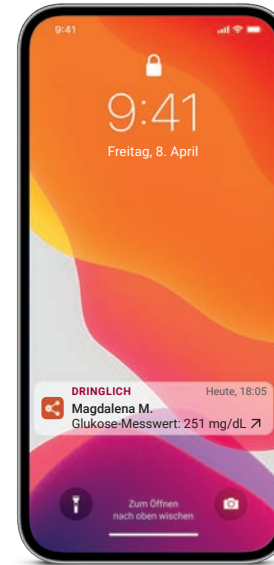 9:41
9:41
Freitag, 8. April
DRINGLICH Heute, 18:05
Magdalena M.
Glukose-Messwert: 251 mg/dL
Zum Öffnen
nach oben wischen